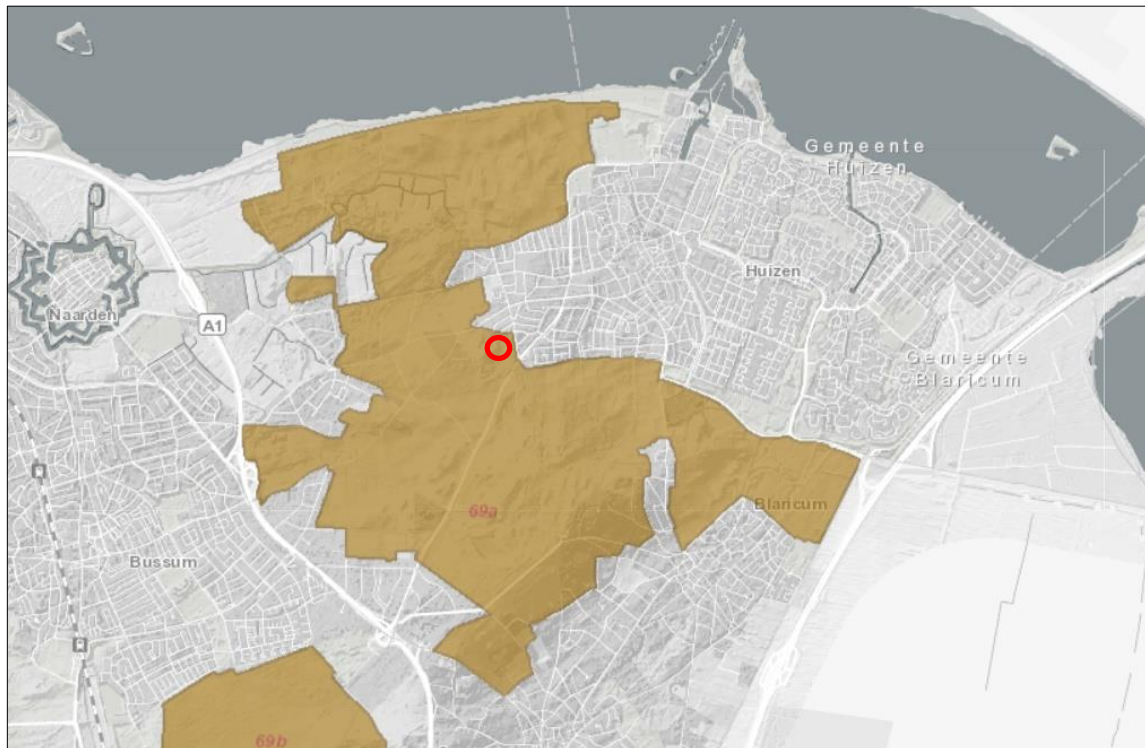 Gemeente
Huizen
Huizen
Naarden
A1
Gemeente
Blaricum
69a
Blaricum
Bussum
69b